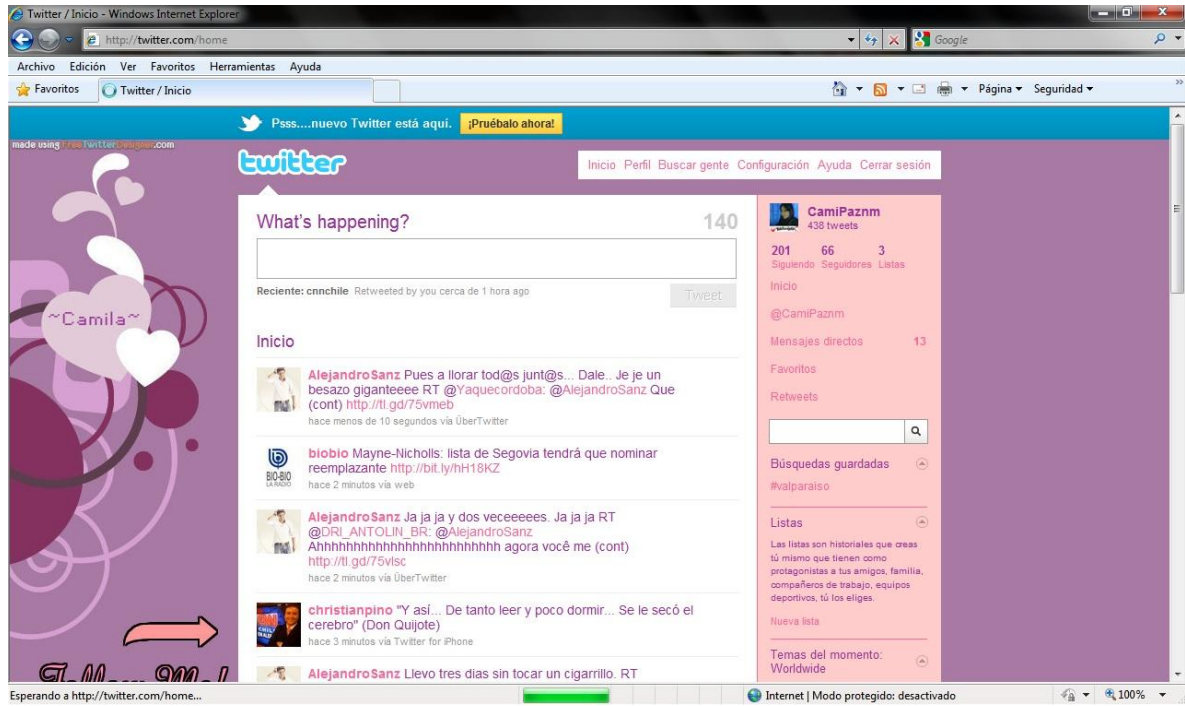 Twitter / Inicio - Windows Internet Explorer
http://twitter.com/home
Google
Archivo Edición Ver Favoritos Herramientas Ayuda
Favoritos
Twitter / Inicio
Página Seguridad
Psss....nuevo Twitter está aquí. ¡Pruébalo ahora!
made using FreeTwitterDesigner.com
twitter
Inicio Perfil Buscar gente Configuración Ayuda Cerrar sesión
What's happening?
140
Reciente: cnnchile Retweeted by you cerca de 1 hora ago
Tweet
Inicio
AlejandroSanz Pues a llorar tod@s junt@s... Dale.. Je je un
besazo giganteeee RT @Yaquecordoba: @AlejandroSanz Que
(cont) http://tl.gd/75vmeb
hace menos de 10 segundos vía ÜberTwitter
BIO-BIO
LA RADIO
biobio Mayne-Nicholls: lista de Segovia tendrá que nominar
reemplazante http://bit.ly/hH18KZ
hace 2 minutos vía web
AlejandroSanz Ja ja ja y dos veceeeees. Ja ja ja RT
@DRI_ANTOLIN_BR: @AlejandroSanz
Ahhhhhhhhhhhhhhhhhhhhhhhhh agora você me (cont)
http://tl.gd/75vlsc
hace 2 minutos vía ÜberTwitter
christianpino "Y así... De tanto leer y poco dormir... Se le secó el
cerebro" (Don Quijote)
hace 3 minutos vía Twitter for iPhone
AlejandroSanz Llevo tres dias sin tocar un cigarrillo. RT
CamiPaznm
438 tweets
201 66 3
Siguiendo Seguidores Listas
Inicio
@CamiPaznm
Mensajes directos 13
Favoritos
Retweets
Búsquedas guardadas
#valparaiso
Listas
Las listas son historiales que creas
tú mismo que tienen como
protagonistas a tus amigos, familia,
compañeros de trabajo, equipos
deportivos, tú los eliges.
Nueva lista
Temas del momento:
Worldwide
~Camila~
Follow Me!
Esperando a http://twitter.com/home...
Internet | Modo protegido: desactivado
100%